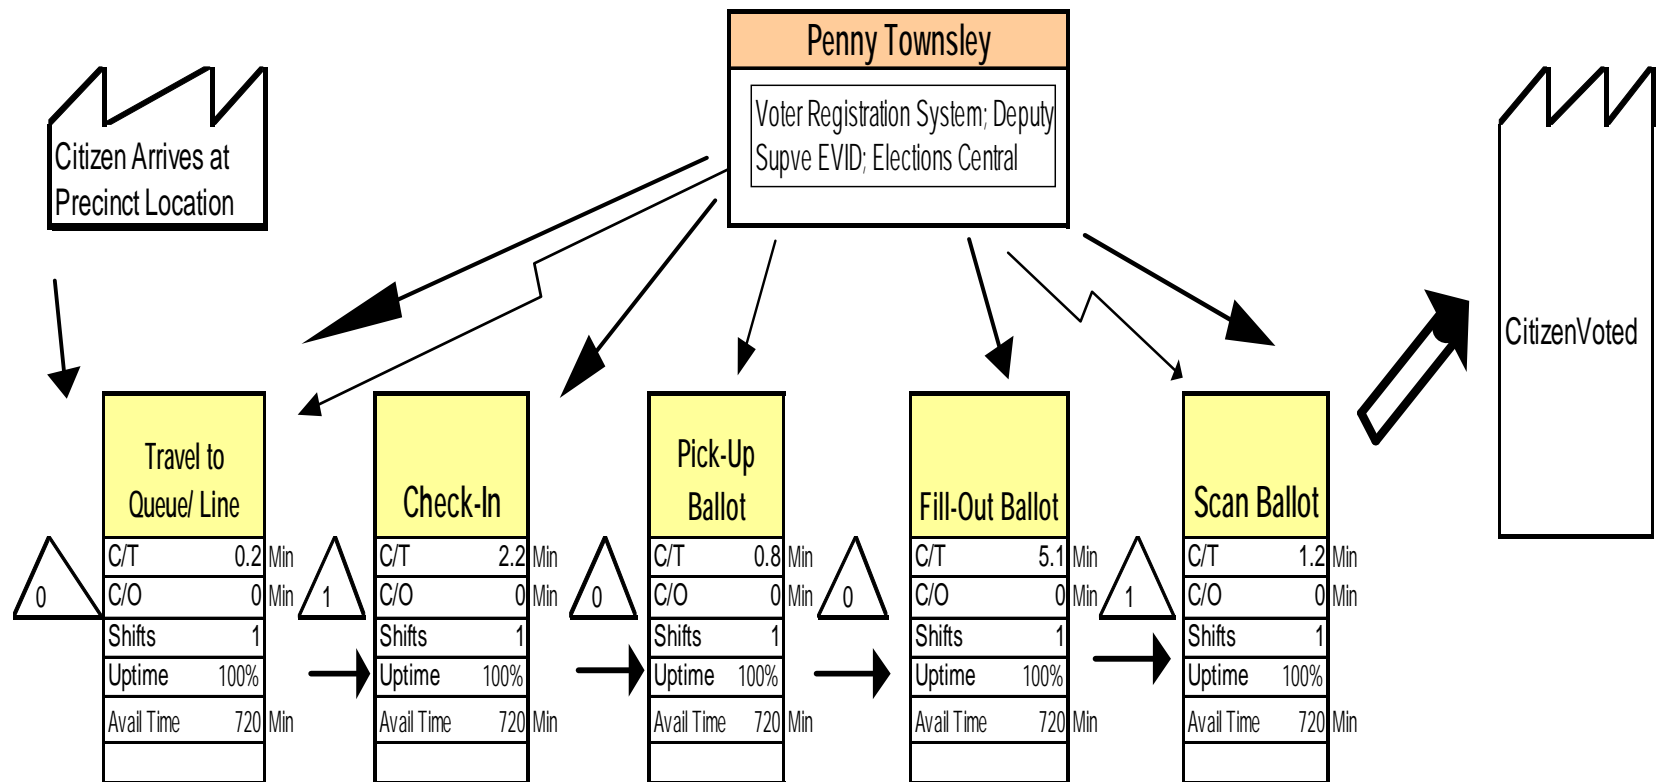 Penny Townsley
Voter Registration System; Deputy
Supve EVID; Elections Central
Citizen Arrives at
Precinct Location
CitizenVoted
Travel to
Queue/ Line
Check-In
Pick-Up
Ballot
Fill-Out Ballot
Scan Ballot
0
C/T 0.2 Min
C/O 0 Min
Shifts 1
Uptime 100%
Avail Time 720 Min
1
C/T 2.2 Min
C/O 0 Min
Shifts 1
Uptime 100%
Avail Time 720 Min
0
C/T 0.8 Min
C/O 0 Min
Shifts 1
Uptime 100%
Avail Time 720 Min
0
C/T 5.1 Min
C/O 0 Min
Shifts 1
Uptime 100%
Avail Time 720 Min
1
C/T 1.2 Min
C/O 0 Min
Shifts 1
Uptime 100%
Avail Time 720 Min